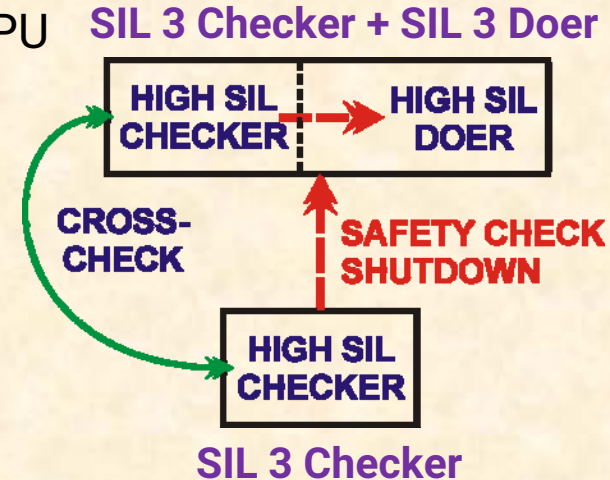 PU
SIL 3 Checker + SIL 3 Doer
HIGH SIL
CHECKER
HIGH SIL
DOER
CROSS-
CHECK
SAFETY CHECK
SHUTDOWN
HIGH SIL
CHECKER
SIL 3 Checker